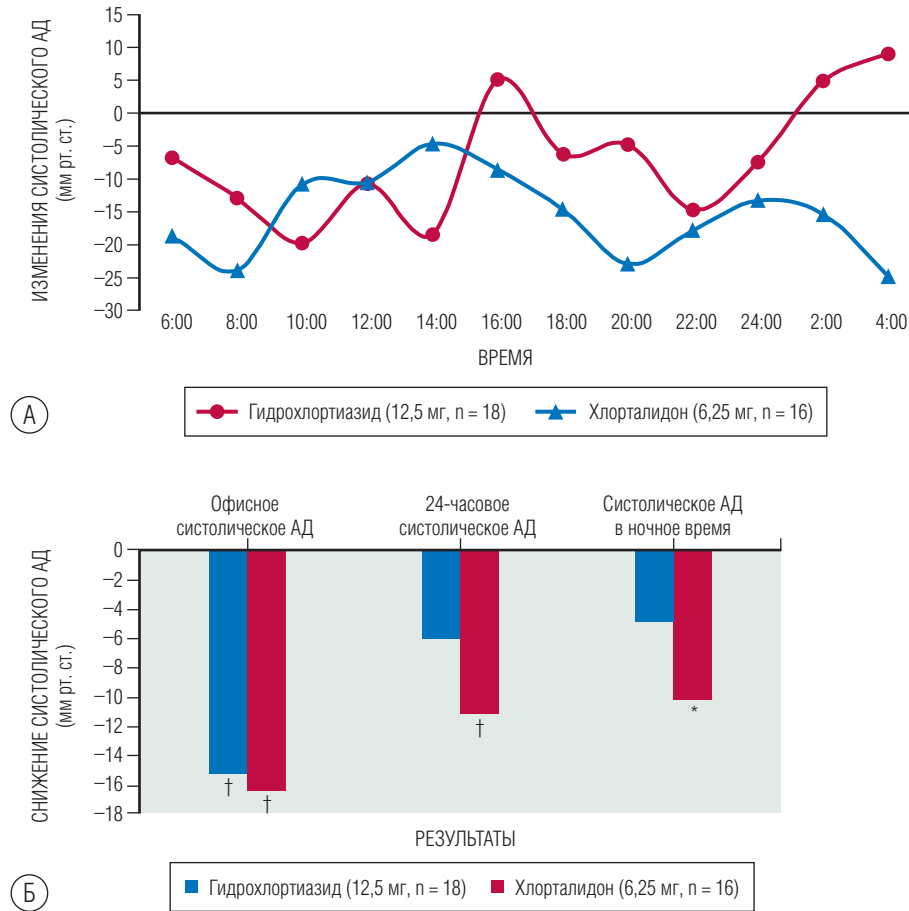 ИЗМЕНЕНИЯ СИСТОЛИЧЕСКОГО АД
(мм рт. ст.)
15
10
5
0
–5
–10
–15
–20
–25
–30
6:00 8:00 10:00 12:00 14:00 16:00 18:00 20:00 22:00 24:00 2:00 4:00
ВРЕМЯ
А
Гидрохлортиазид (12,5 мг, n = 18) Хлорталидон (6,25 мг, n = 16)
Офисное
систолическое АД
24-часовое
систолическое АД
Систолическое АД
в ночное время
СНИЖЕНИЕ СИСТОЛИЧЕСКОГО АД
(мм рт. ст.)
0
–2
–4
–6
–8
–10
–12
–14
–16
–18
†
†
†
*
РЕЗУЛЬТАТЫ
Б
Гидрохлортиазид (12,5 мг, n = 18) Хлорталидон (6,25 мг, n = 16)